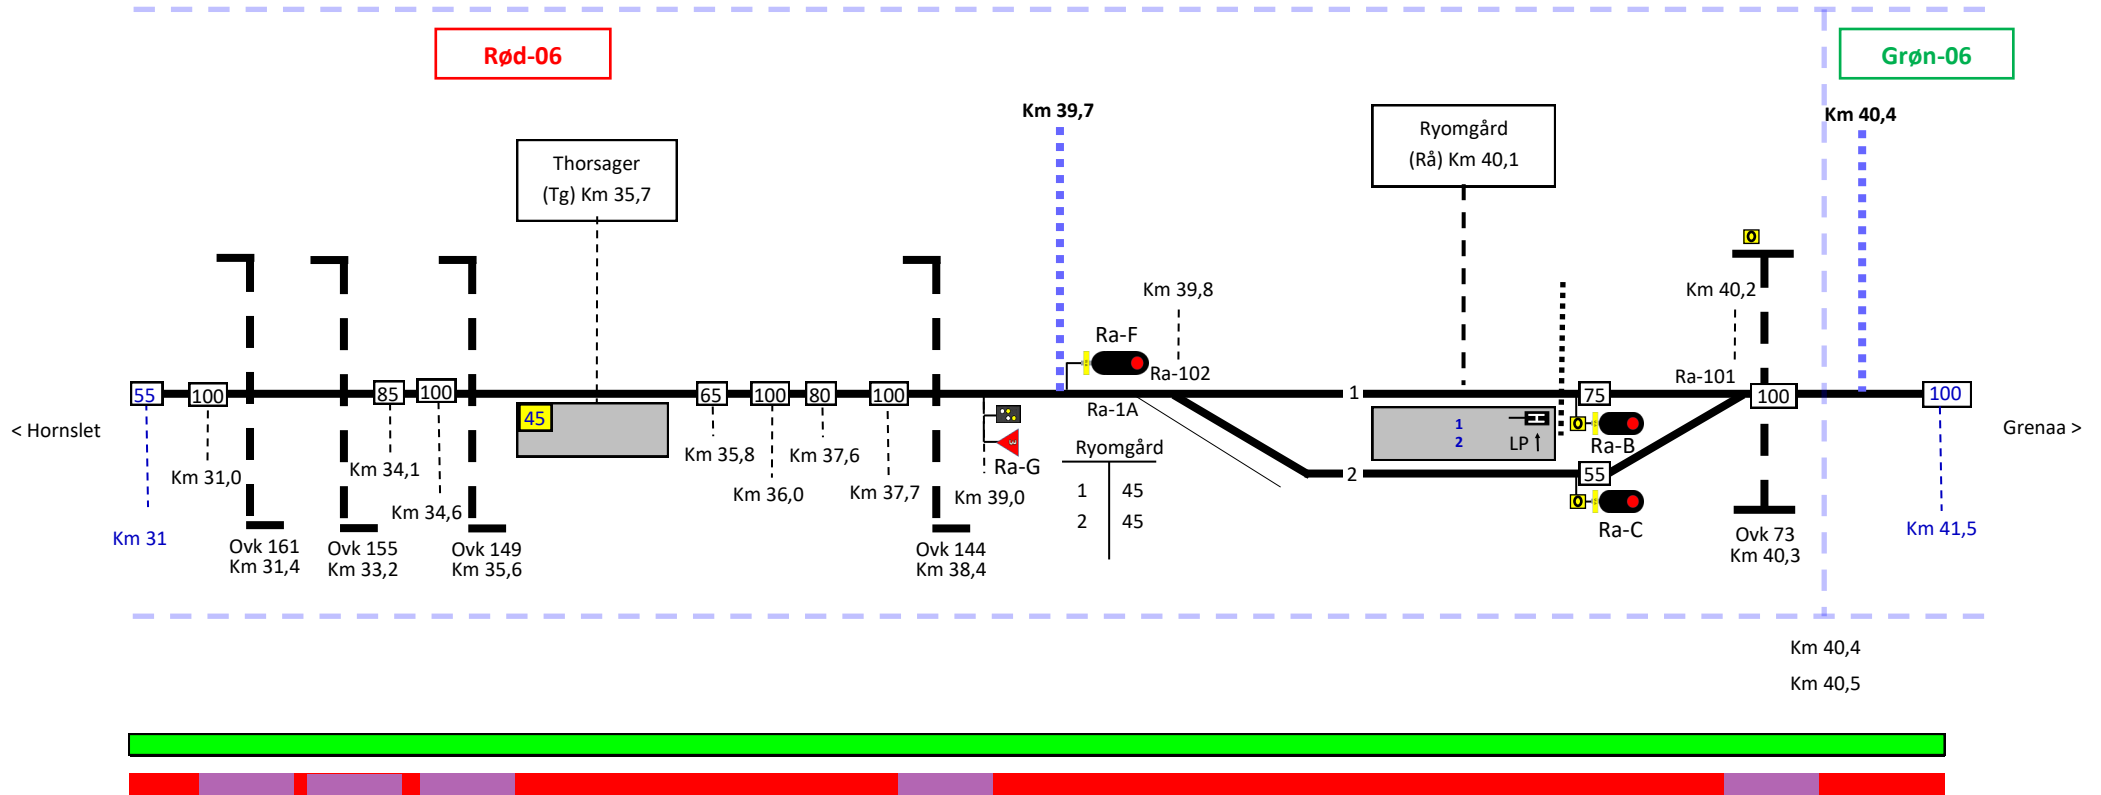 Rød-06
Grøn-06
Km 39,7
Km 40,4
Ryomgård
(Rå) Km 40,1
Thorsager
(Tg) Km 35,7
0
Km 39,8
Km 40,2
Ra-F
Ra-102
Ra-101
55
100
85
100
65
100
80
100
1
75
100
100
45
Ra-1A
1
2
LP
0
Ra-B
< Hornslet
Grenaa >
Km 31,0
Km 34,1
Km 34,6
Km 35,8
Km 36,0
Km 37,6
Km 37,7
Km 39,0
3
Ra-G
Ryomgård
1 45
2 45
2
55
0
Ra-C
Km 31
Ovk 161
Km 31,4
Ovk 155
Km 33,2
Ovk 149
Km 35,6
Ovk 144
Km 38,4
Ovk 73
Km 40,3
Km 41,5
Km 40,4
Km 40,5